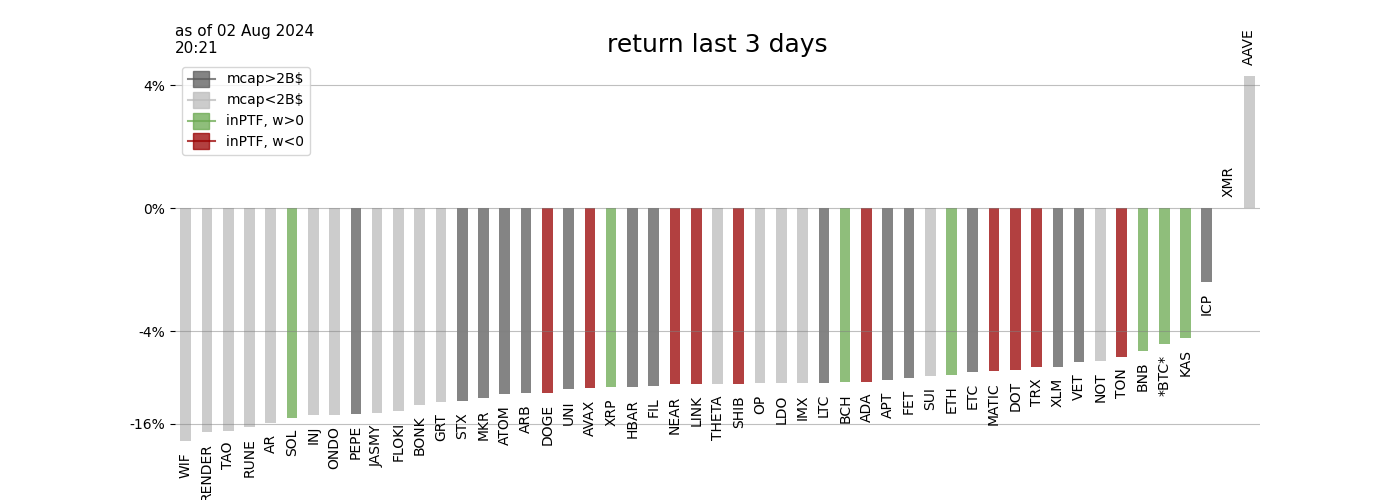 as of 02 Aug 2024
20:21
return last 3 days
mcap>2B$
mcap<2B$
inPTF, w>0
inPTF, w<0
4%
0%
-4%
-16%
WIF
RENDER
TAO
RUNE
AR
SOL
INJ
ONDO
PEPE
JASMY
FLOKI
BONK
GRT
STX
MKR
ATOM
ARB
DOGE
UNI
AVAX
XRP
HBAR
FIL
NEAR
LINK
THETA
SHIB
OP
LDO
IMX
LTC
BCH
ADA
APT
FET
SUI
ETH
ETC
MATIC
DOT
TRX
XLM
VET
NOT
TON
BNB
*BTC*
KAS
ICP
XMR
AAVE